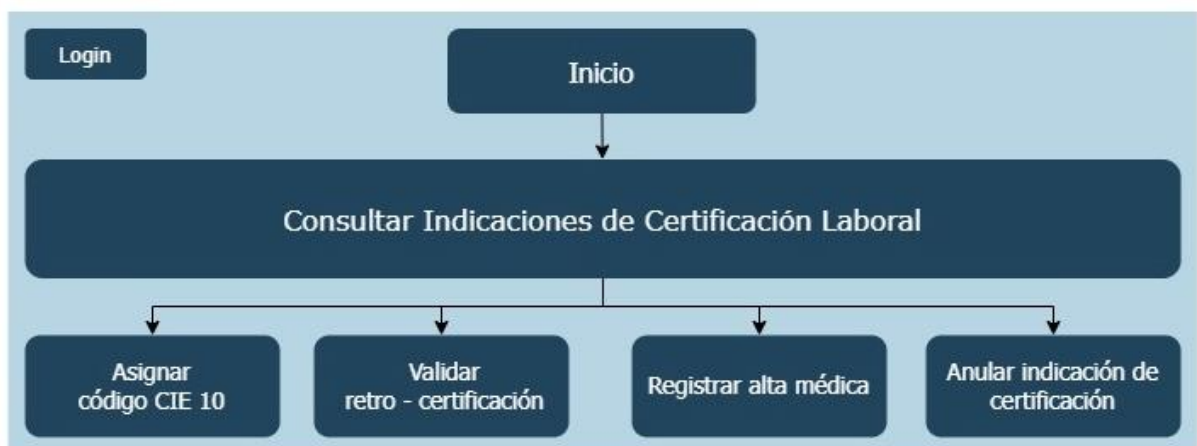 Login
Inicio
Consultar Indicaciones de Certificación Laboral
Asignar
código CIE 10
Validar
retro - certificación
Registrar alta médica
Anular indicación de
certificación